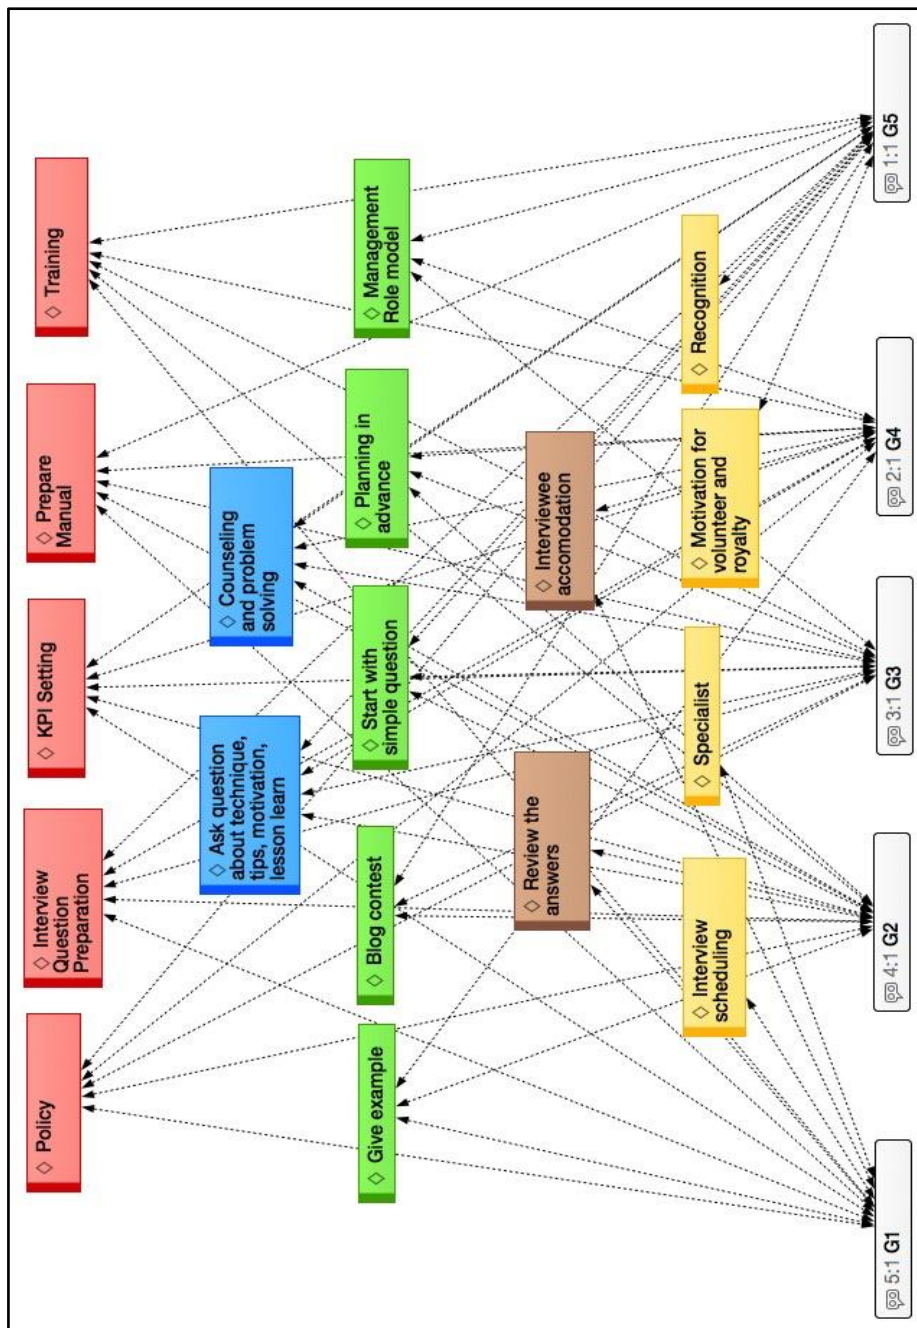 ◇ Policy
◇ Interview
Question
Preparation
◇ KPI Setting
◇ Prepare
Manual
◇ Training
◇ Ask question
about technique,
tips, motivation,
lesson learn
◇ Counseling
and problem
solving
◇ Give example
◇ Blog contest
◇ Start with
simple question
◇ Planning in
advance
◇ Management
Role model
◇ Review the
answers
◇ Interviewee
accomodation
◇ Interview
scheduling
◇ Specialist
◇ Motivation for
volunteer and
royalty
◇ Recognition
5:1 G1
4:1 G2
3:1 G3
2:1 G4
1:1 G5